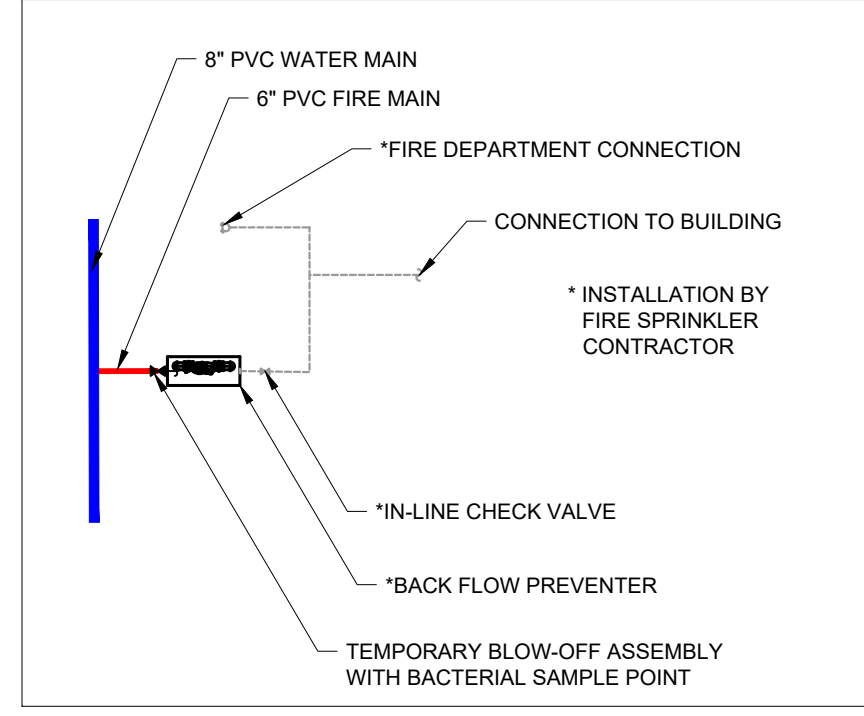 8" PVC WATER MAIN
6" PVC FIRE MAIN
*FIRE DEPARTMENT CONNECTION
CONNECTION TO BUILDING
* INSTALLATION BY
FIRE SPRINKLER
CONTRACTOR
*IN-LINE CHECK VALVE
*BACK FLOW PREVENTER
TEMPORARY BLOW-OFF ASSEMBLY
WITH BACTERIAL SAMPLE POINT